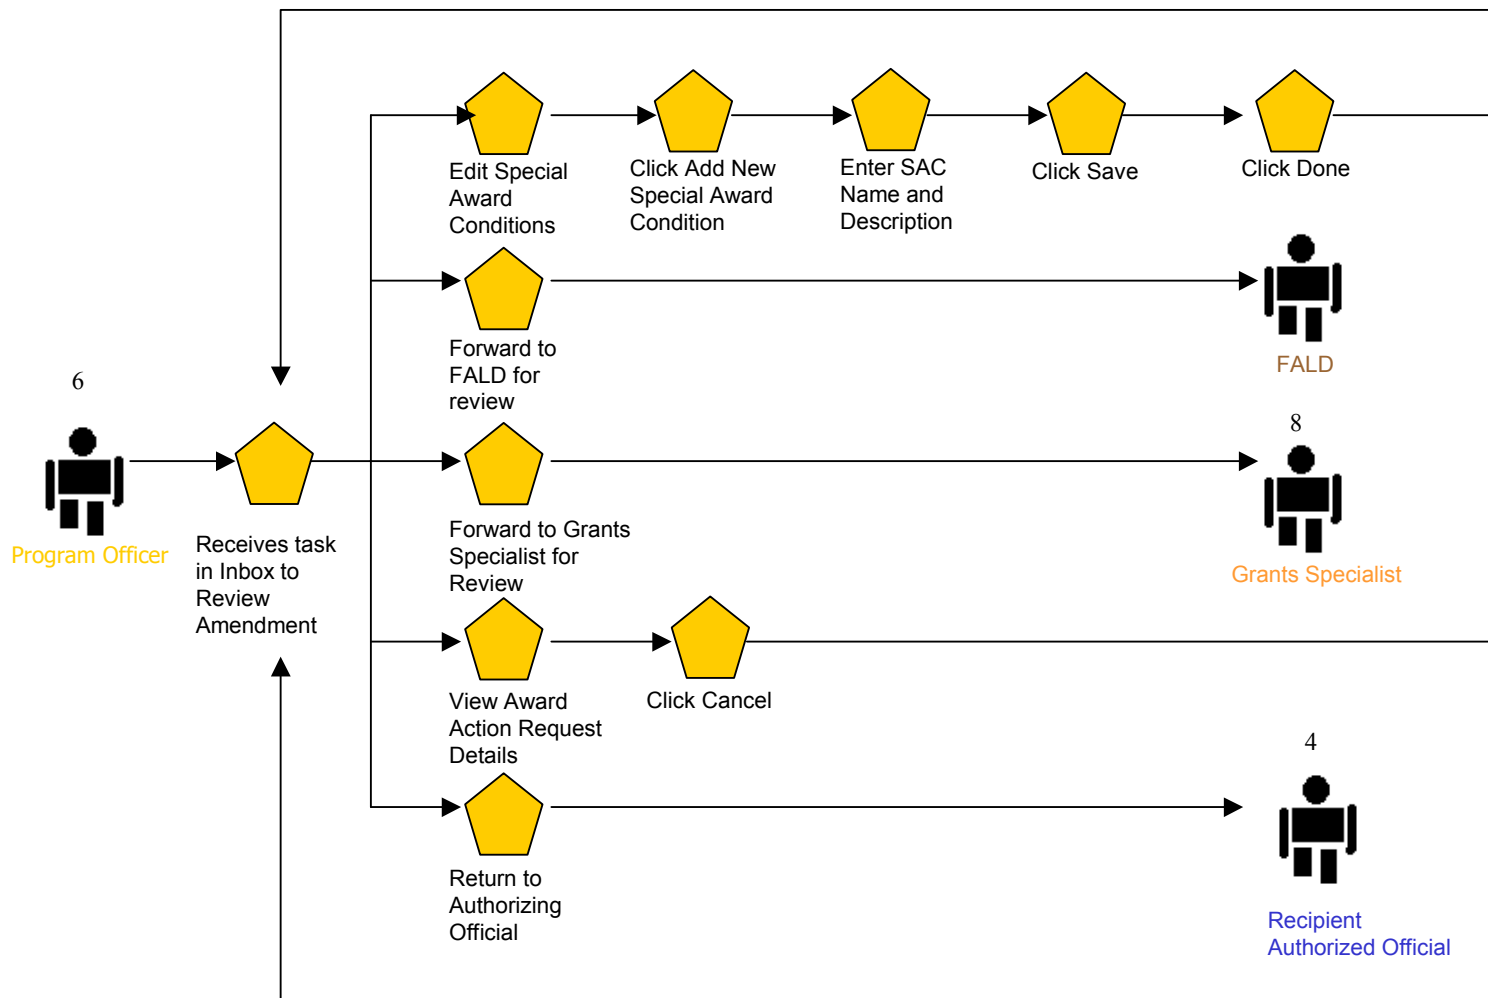 Edit Special
Award
Conditions
Click Add New
Special Award
Condition
Enter SAC
Name and
Description
Click Save
Click Done
Forward to
FALD for
review
FALD
6
Program Officer
Receives task
in Inbox to
Review
Amendment
Forward to Grants
Specialist for
Review
8
Grants Specialist
View Award
Action Request
Details
Click Cancel
4
Return to
Authorizing
Official
Recipient
Authorized Official